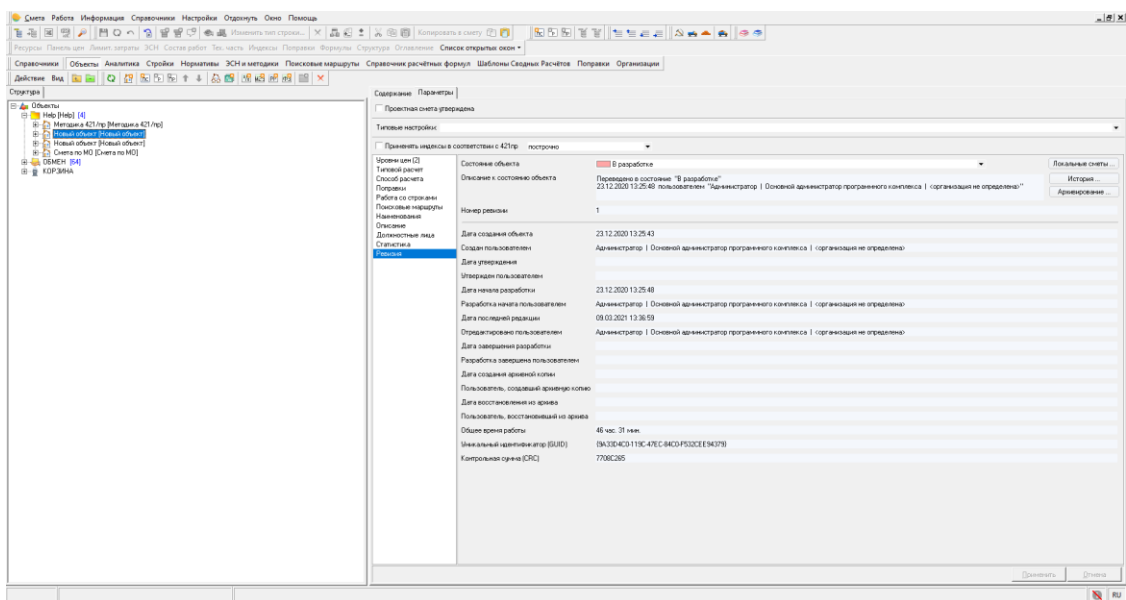 Смета Работа Информация Справочники Настройки Отдохнуть Окно Помощь
Изменить тип строки... Копировать в смету
Ресурсы Панель цен Лимит. затраты ЗСН Состав работ Тех. часть Индексы Поправки Формулы Структура Оглавление Список открытых окон
Справочники Объекты Аналитика Стройки Нормативы ЭСН и методики Поисковые маршруты Справочник расчётных формул Шаблоны Сводных Расчётов Поправки Организации
Действие Вид
Структура
Объекты
Help [Help] [4]
Методика 421/пр [Методика 421/пр]
Новый объект [Новый объект]
Новый объект [Новый объект]
Смета по МО [Смета по МО]
ОБМЕН [64]
КОРЗИНА
Содержание Параметры
Проектная смета утверждена
Типовые настройки:
Применять индексы в соответствии с 421пр построчно
Уровни цен (2)
Типовой расчет
Способ расчета
Поправки
Работа со строками
Поисковые маршруты
Наименования
Описание
Должностные лица
Статистика
Ревизия
Состояние объекта В разработке Локальные сметы ...
Описание к состоянию объекта Переведено в состояние "В разработке"
23.12.2020 13:25:48 пользователем "Администратор | Основной администратор программного комплекса | <организация не определена>"
История ...
Архивирование ...
Номер ревизии 1
Дата создания объекта 23.12.2020 13:25:43
Создан пользователем Администратор | Основной администратор программного комплекса | <организация не определена>
Дата утверждения
Утвержден пользователем
Дата начала разработки 23.12.2020 13:25:48
Разработка начата пользователем Администратор | Основной администратор программного комплекса | <организация не определена>
Дата последней редакции 09.03.2021 13:36:59
Отредактировано пользователем Администратор | Основной администратор программного комплекса | <организация не определена>
Дата завершения разработки
Разработка завершена пользователем
Дата создания архивной копии
Пользователь, создавший архивную копию
Дата восстановления из архива
Пользователь, восстановивший из архива
Общее время работы 46 час. 31 мин.
Уникальный идентификатор (GUID) {9A33D4C0-119C-47EC-84C0-F532CEE94379}
Контрольная сумма (CRC) 7708C265
Применить Отмена
RU